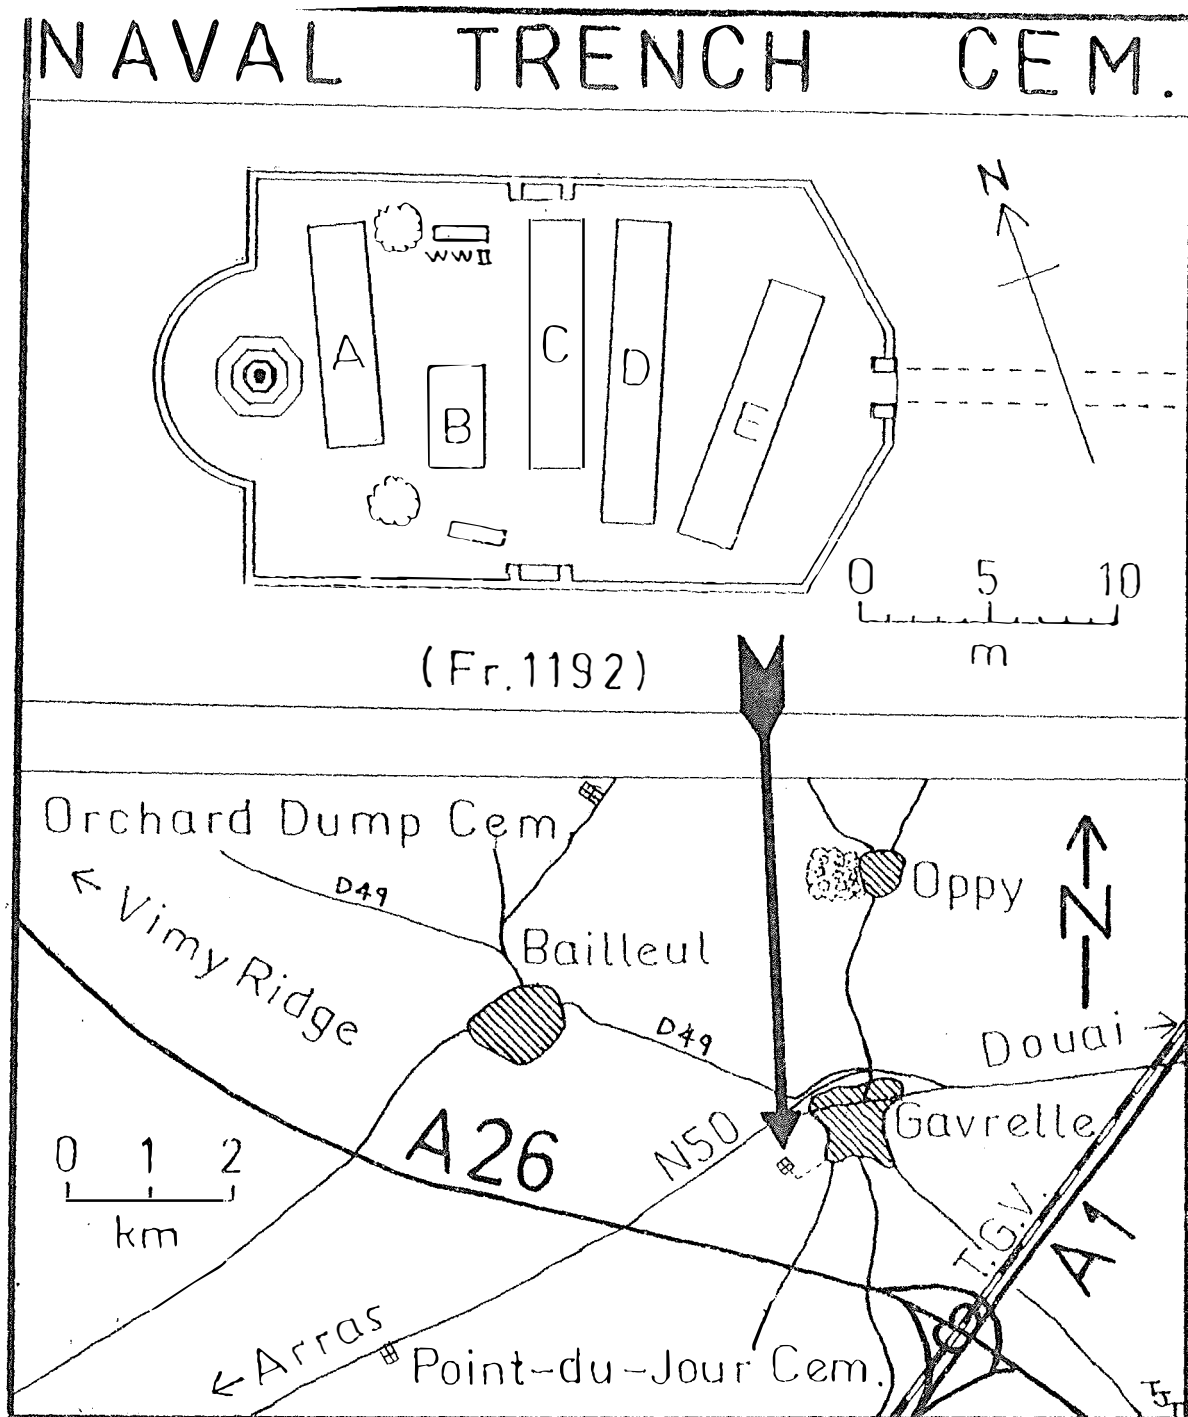 NAVAL TRENCH CEM.
N
WWII
A
B
C
D
E
0 5 10
m
(Fr.1192)
Orchard Dump Cem.
D49
Vimy Ridge
Bailleul
Oppy
N
D49
Douai
A26
N50
Gavrelle
0 1 2
km
T.G.V.
A1
Arras
Point-du-Jour Cem.